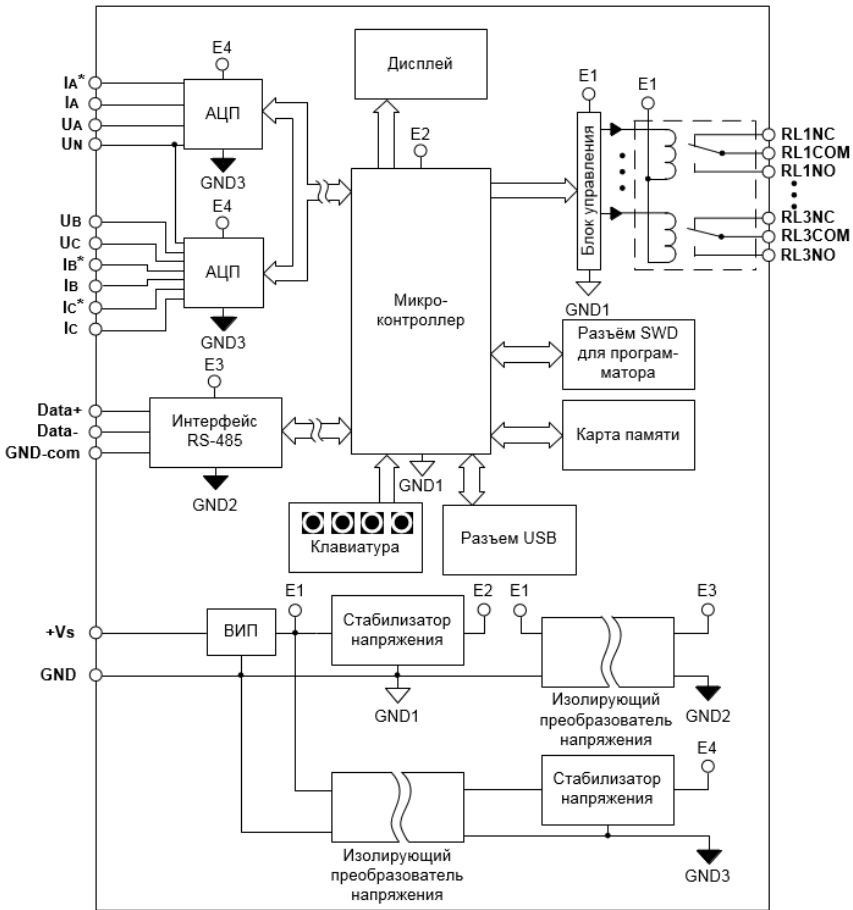 E4
IA*
IA
UA
UN
АЦП
GND3
Дисплей
E2
E1
E1
Блок управления
GND1
RL1NC
RL1COM
RL1NO
RL3NC
RL3COM
RL3NO
E4
UB
UC
IB*
IB
IC*
IC
АЦП
GND3
Микро-
контроллер
Разъём SWD
для програм-
матора
E3
Data+
Data-
GND-com
Интерфейс
RS-485
GND2
Карта памяти
GND1
Клавиатура
Разъем USB
+Vs
GND
ВИП
E1
Стабилизатор
напряжения
E2
GND1
E1
E3
Изолирующий
преобразователь
напряжения
GND2
Изолирующий
преобразователь
напряжения
Стабилизатор
напряжения
E4
GND3